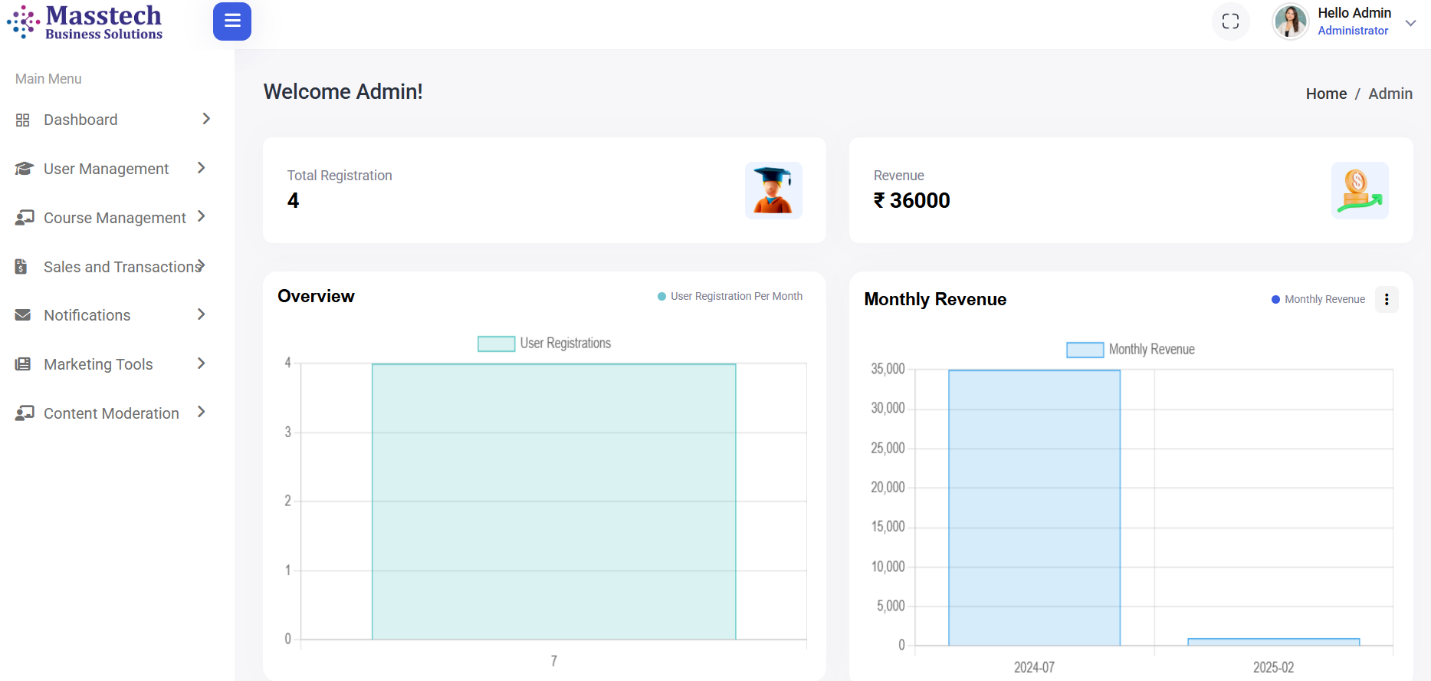 Masstech
Business Solutions
Hello Admin
Administrator
Main Menu
Dashboard
User Management
Course Management
Sales and Transactions
Notifications
Marketing Tools
Content Moderation
Welcome Admin!
Home / Admin
Total Registration
4
Revenue
₹ 36000
Overview
User Registration Per Month
User Registrations
4
3
2
1
0
7
Monthly Revenue
Monthly Revenue
Monthly Revenue
35,000
30,000
25,000
20,000
15,000
10,000
5,000
0
2024-07 2025-02